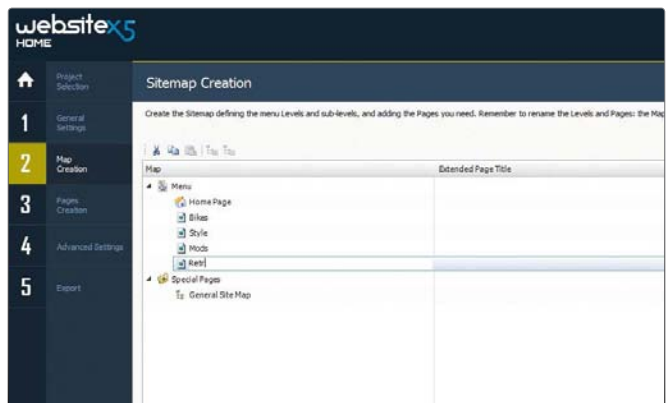 websitex5
HOME
Project
Selection
Sitemap Creation
1
General
Settings
Create the Sitemap defining the menu Levels and sub-levels, and adding the Pages you need. Remember to rename the Levels and Pages: the Map
2
Map
Creation
Map
Extended Page Title
Menu
Home Page
Bikes
Style
Mods
Retr
3
Pages
Creation
4
Advanced Settings
Special Pages
General Site Map
5
Export